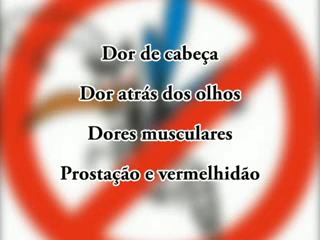 Dor de cabeça
Dor atrás dos olhos
Dores musculares
Prostação e vermelhidão